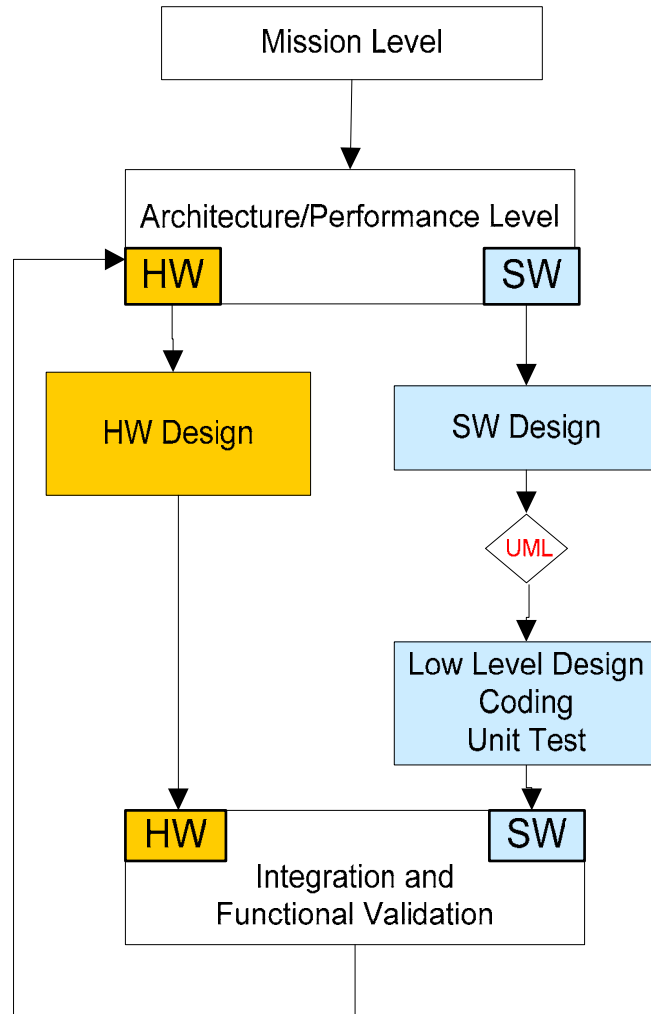 Mission Level
Architecture/Performance Level
HW
SW
HW Design
SW Design
UML
Low Level Design
Coding
Unit Test
HW
SW
Integration and
Functional Validation